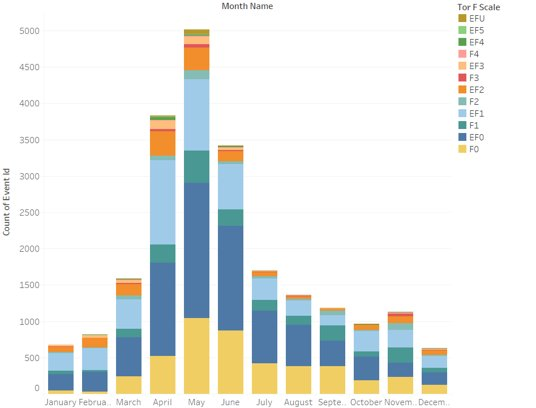 Month Name
Tor F Scale
EFU
EF5
EF4
F4
EF3
F3
EF2
F2
EF1
F1
EF0
F0
Count of Event Id
5000
4500
4000
3500
3000
2500
2000
1500
1000
500
0
January Februa.. March April May June July August Septe.. October Novem.. Decem..